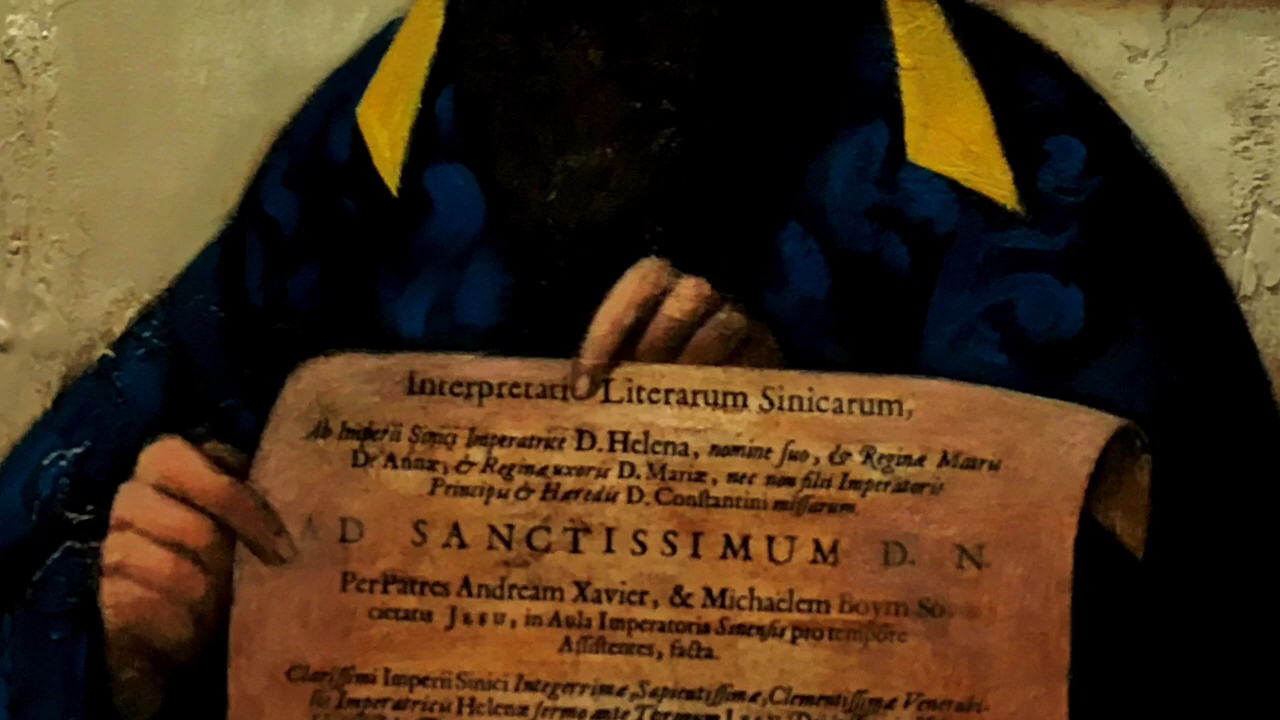 Interpretatio Literarum Sinicarum,
Ab Imperii Sinici Imperatrice D. Helena, nomine ſuo, & Reginæ Matris
D. Annæ, & Reginæ uxoris D. Mariæ, nec non filii Imperatoris
Principis & Hæredis D. Conſtantini miſſarum
AD SANCTISSIMUM D. N.
Per Patres Andream Xavier, & Michaëlem Boym So
cietatis JESU, in Aula Imperatoris Sinenſis pro tempore
Aſſiſtentes, facta.
Clariſſimi Imperii Sinici Integerrimæ, Sapientiſſimæ, Clementiſſimæ Venerabi-
lis Imperatricis Helenæ ſermo ante Thronum